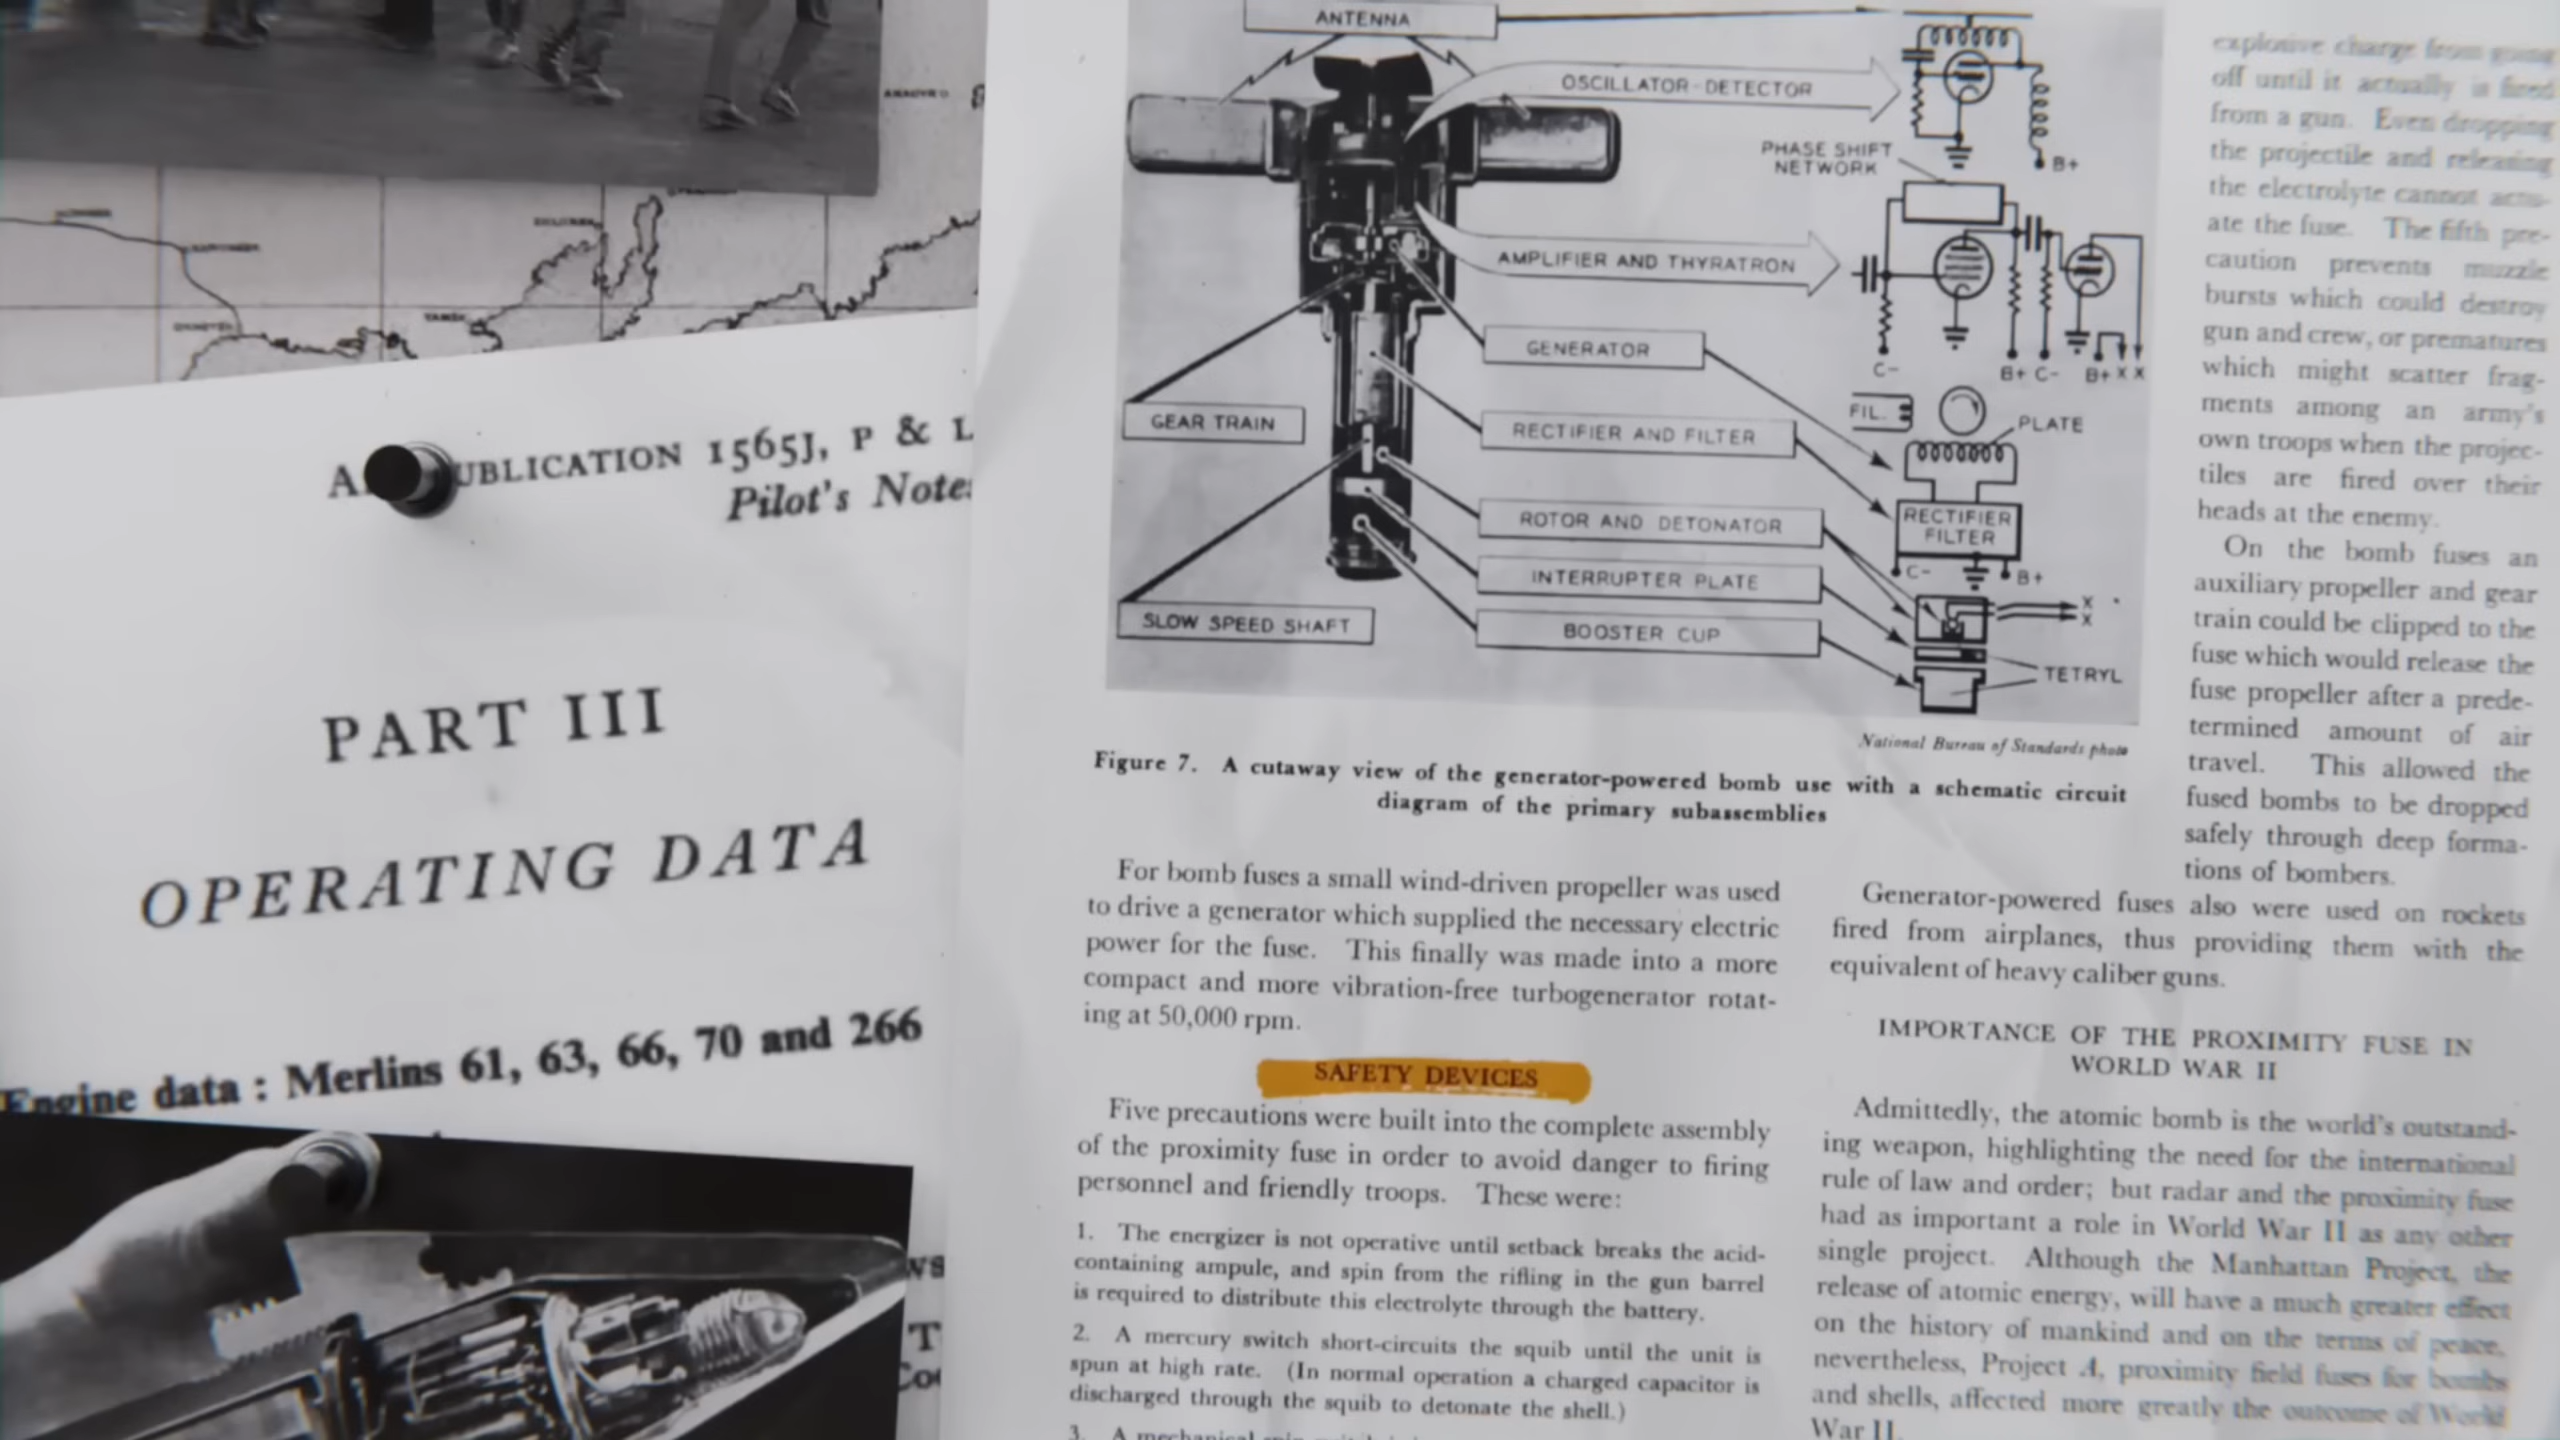 A
UBLICATION 1565J, P & L
Pilot's Note
PART III
OPERATING DATA
Engine data : Merlins 61, 63, 66, 70 and 266
ANTENNA
OSCILLATOR-DETECTOR
B+
PHASE SHIFT
NETWORK
AMPLIFIER AND THYRATRON
C-
B+ C- B+ X X
GENERATOR
FIL.
PLATE
GEAR TRAIN
RECTIFIER AND FILTER
RECTIFIER
FILTER
C-
B+
ROTOR AND DETONATOR
INTERRUPTER PLATE
X
X
SLOW SPEED SHAFT
BOOSTER CUP
TETRYL
National Bureau of Standards photo
Figure 7. A cutaway view of the generator-powered bomb use with a schematic circuit
diagram of the primary subassemblies
For bomb fuses a small wind-driven propeller was used
to drive a generator which supplied the necessary electric
power for the fuse. This finally was made into a more
compact and more vibration-free turbogenerator rotat-
ing at 50,000 rpm.
SAFETY DEVICES
Five precautions were built into the complete assembly
of the proximity fuse in order to avoid danger to firing
personnel and friendly troops. These were:
1. The energizer is not operative until setback breaks the acid-
containing ampule, and spin from the rifling in the gun barrel
is required to distribute this electrolyte through the battery.
2. A mercury switch short-circuits the squib until the unit is
spun at high rate. (In normal operation a charged capacitor is
discharged through the squib to detonate the shell.)
3. A mechanical spin
explosive charge from going
off until it actually is fired
from a gun. Even dropping
the projectile and releasing
the electrolyte cannot actu-
ate the fuse. The fifth pre-
caution prevents muzzle
bursts which could destroy
gun and crew, or prematures
which might scatter frag-
ments among an army's
own troops when the projec-
tiles are fired over their
heads at the enemy.
On the bomb fuses an
auxiliary propeller and gear
train could be clipped to the
fuse which would release the
fuse propeller after a prede-
termined amount of air
travel. This allowed the
fused bombs to be dropped
safely through deep forma-
tions of bombers.
Generator-powered fuses also were used on rockets
fired from airplanes, thus providing them with the
equivalent of heavy caliber guns.
IMPORTANCE OF THE PROXIMITY FUSE IN
WORLD WAR II
Admittedly, the atomic bomb is the world's outstand-
ing weapon, highlighting the need for the international
rule of law and order; but radar and the proximity fuse
had as important a role in World War II as any other
single project. Although the Manhattan Project, the
release of atomic energy, will have a much greater effect
on the history of mankind and on the terms of peace,
nevertheless, Project A, proximity field fuses for bombs
and shells, affected more greatly the outcome of World
War II.